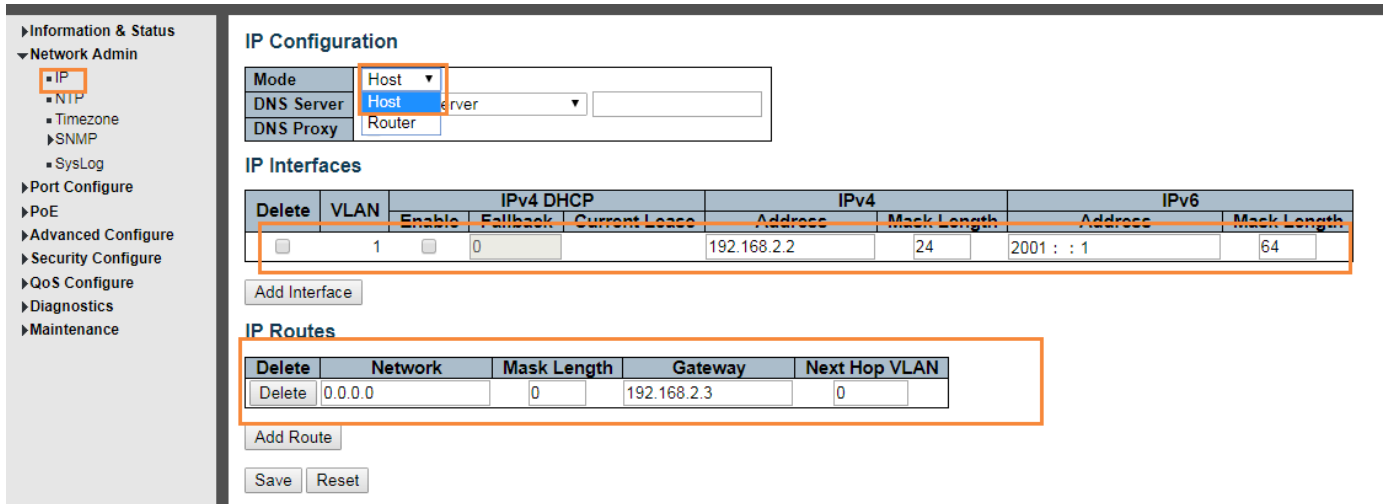 Information & Status
Network Admin
IP
NTP
Timezone
SNMP
SysLog
Port Configure
PoE
Advanced Configure
Security Configure
QoS Configure
Diagnostics
Maintenance
IP Configuration
Mode Host
DNS Server Host erver
DNS Proxy Router
IP Interfaces
Delete VLAN IPv4 DHCP IPv4 IPv6
Enable Fallback Current Lease Address Mask Length Address Mask Length
1 0 192.168.2.2 24 2001 : : 1 64
Add Interface
IP Routes
Delete Network Mask Length Gateway Next Hop VLAN
Delete 0.0.0.0 0 192.168.2.3 0
Add Route
Save Reset